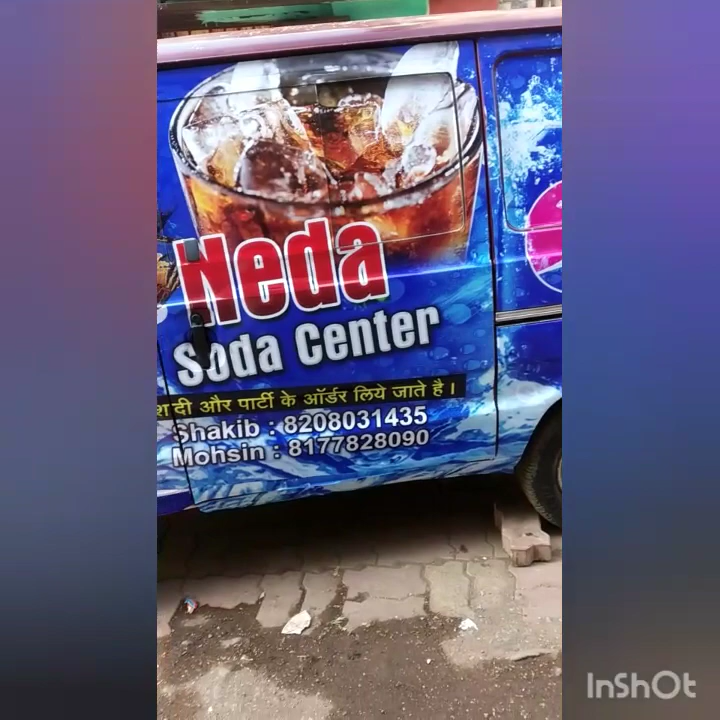 Neda
Soda Center
शादी और पार्टी के ऑर्डर लिये जाते है।
Shakib : 8208031435
Mohsin : 8177828090
InShOt